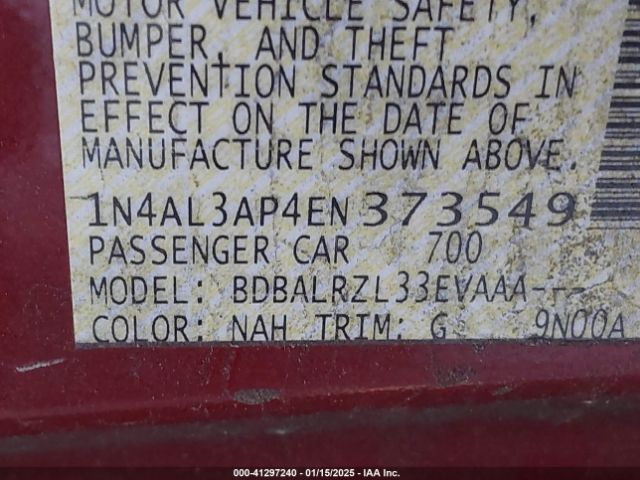 MOTOR VEHICLE SAFETY,
BUMPER, AND THEFT
PREVENTION STANDARDS IN
EFFECT ON THE DATE OF
MANUFACTURE SHOWN ABOVE.
1N4AL3AP4EN373549
PASSENGER CAR 700
MODEL: BDBALRZL33EVAAA---
COLOR: NAH TRIM: G 9N00A
000-41297240 - 01/15/2025 - IAA Inc.